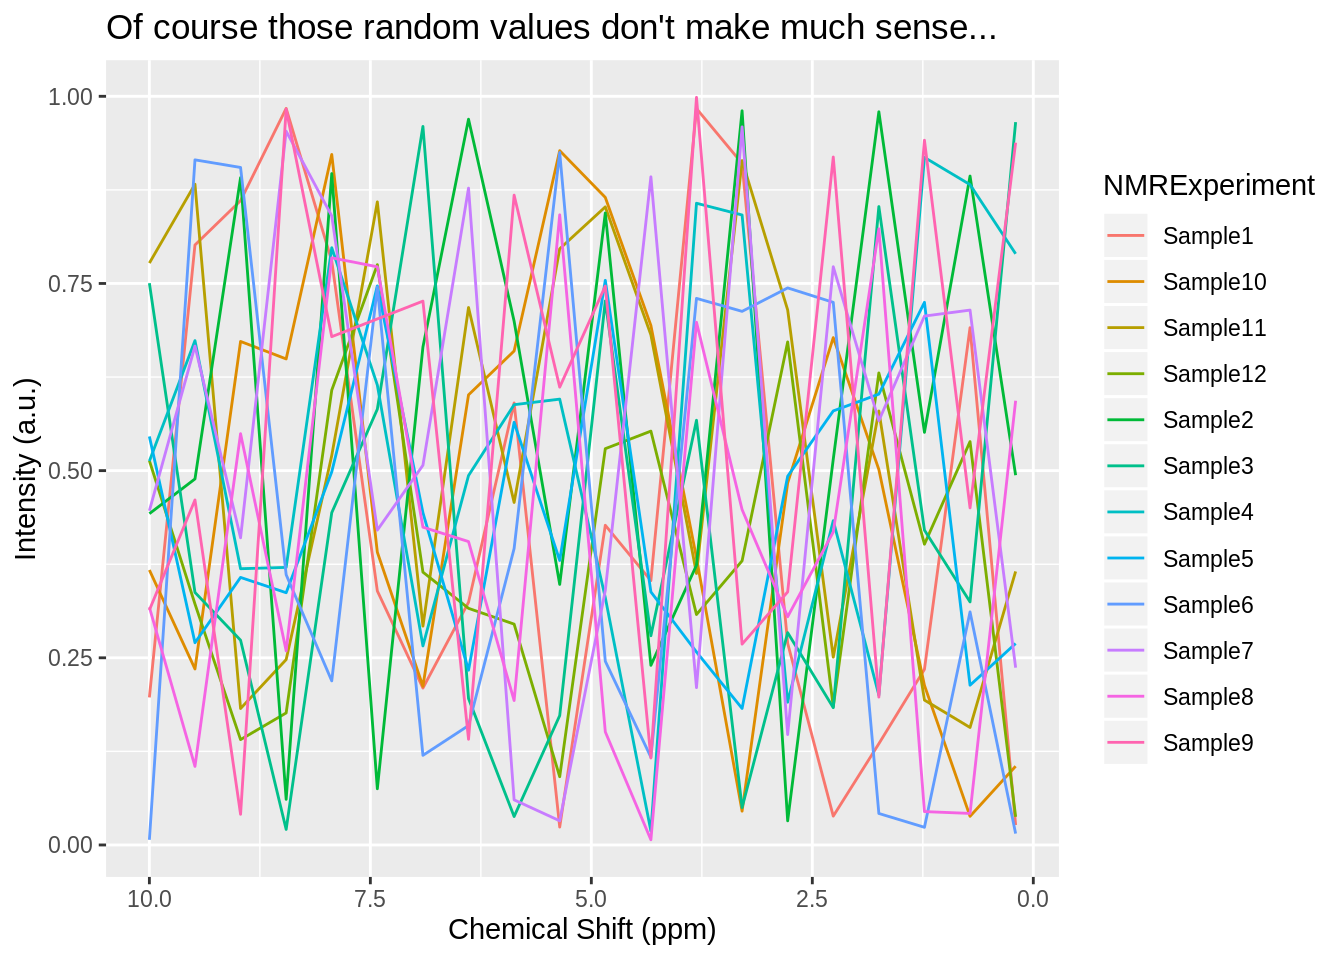 Of course those random values don't make much sense...
1.00
0.75
0.50
0.25
0.00
Intensity (a.u.)
10.0 7.5 5.0 2.5 0.0
Chemical Shift (ppm)
NMRExperiment
Sample1
Sample10
Sample11
Sample12
Sample2
Sample3
Sample4
Sample5
Sample6
Sample7
Sample8
Sample9